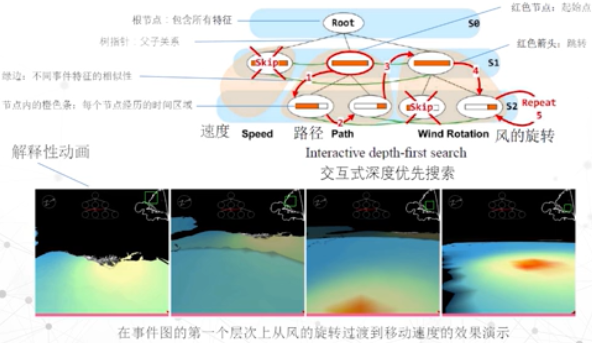 根节点：包含所有特征
Root
S0
红色节点：起始点
树指针：父子关系
Skip
S1
红色箭头：跳转
绿边：不同事件特征的相似性
1
3
4
节点内的橙色条：每个节点经历的时间区域
2
Skip
S2
Repeat
5
速度 Speed 路径 Path Wind Rotation 风的旋转
Interactive depth-first search
解释性动画
交互式深度优先搜索
在事件图的第一个层次上从风的旋转过渡到移动速度的效果演示